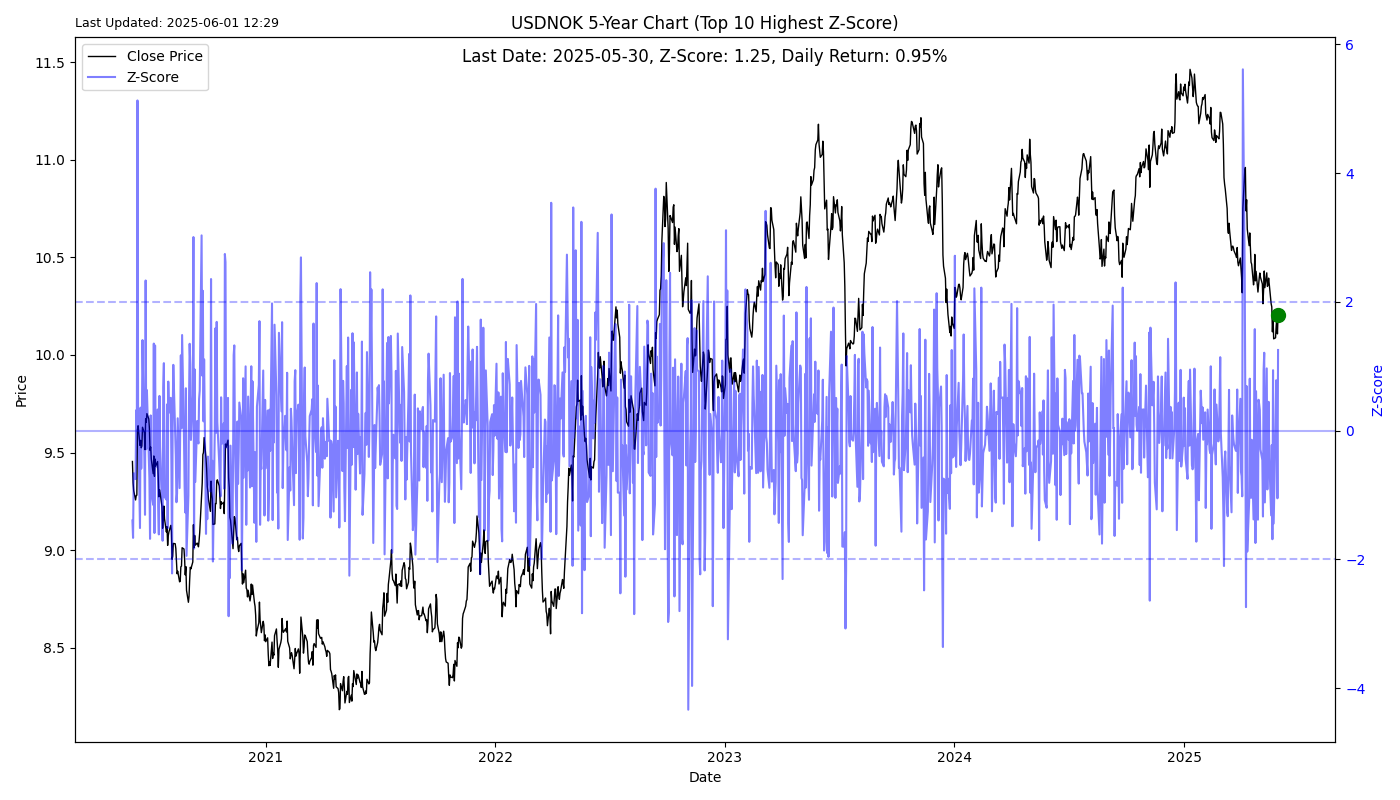 Last Updated: 2025-06-01 12:29
USDNOK 5-Year Chart (Top 10 Highest Z-Score)
Last Date: 2025-05-30, Z-Score: 1.25, Daily Return: 0.95%
Close Price
Z-Score
11.5
11.0
10.5
10.0
9.5
9.0
8.5
Price
6
4
2
0
−2
−4
Z-Score
2021
2022
2023
2024
2025
Date